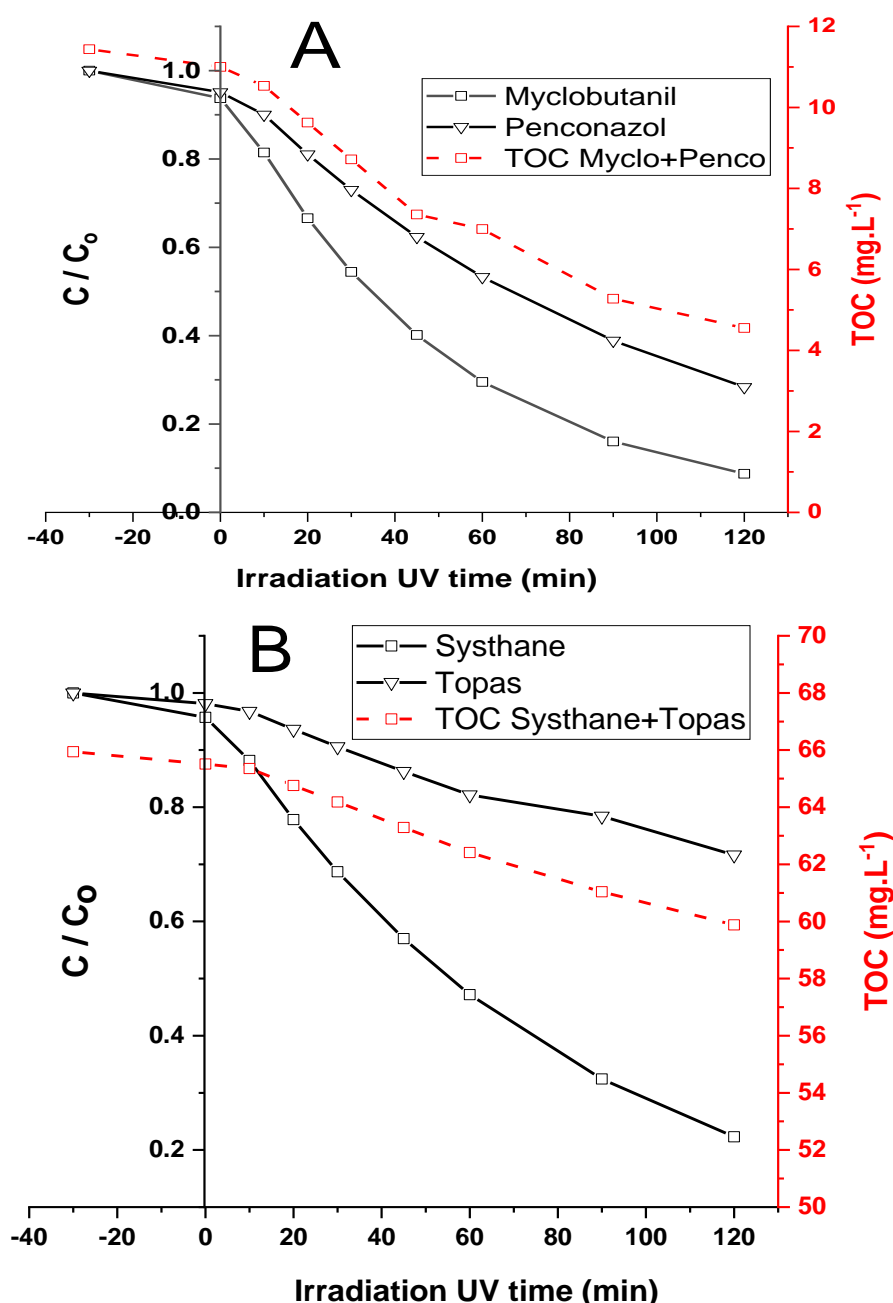 A
Myclobutanil
Penconazol
TOC Myclo+Penco
1.0
0.8
0.6
0.4
0.2
0.0
C / Co
12
10
8
6
4
2
0
TOC (mg.L-1)
-40 -20 0 20 40 60 80 100 120
Irradiation UV time (min)
B
Systhane
Topas
TOC Systhane+Topas
1.0
0.8
0.6
0.4
0.2
C / Co
70
68
66
64
62
60
58
56
54
52
50
TOC (mg.L-1)
-40 -20 0 20 40 60 80 100 120
Irradiation UV time (min)